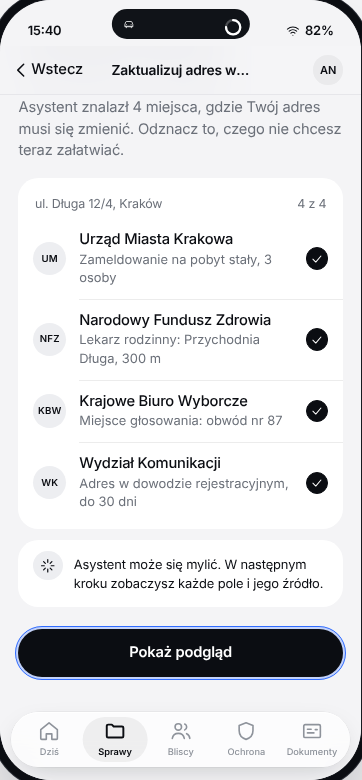 15:40
82%
Wstecz
Zaktualizuj adres w...
AN
Asystent znalazł 4 miejsca, gdzie Twój adres
musi się zmienić. Odznacz to, czego nie chcesz
teraz załatwiać.
ul. Długa 12/4, Kraków
4 z 4
UM
Urząd Miasta Krakowa
Zameldowanie na pobyt stały, 3
osoby
NFZ
Narodowy Fundusz Zdrowia
Lekarz rodzinny: Przychodnia
Długa, 300 m
KBW
Krajowe Biuro Wyborcze
Miejsce głosowania: obwód nr 87
WK
Wydział Komunikacji
Adres w dowodzie rejestracyjnym,
do 30 dni
Asystent może się mylić. W następnym
kroku zobaczysz każde pole i jego źródło.
Pokaż podgląd
Dziś
Sprawy
Bliscy
Ochrona
Dokumenty